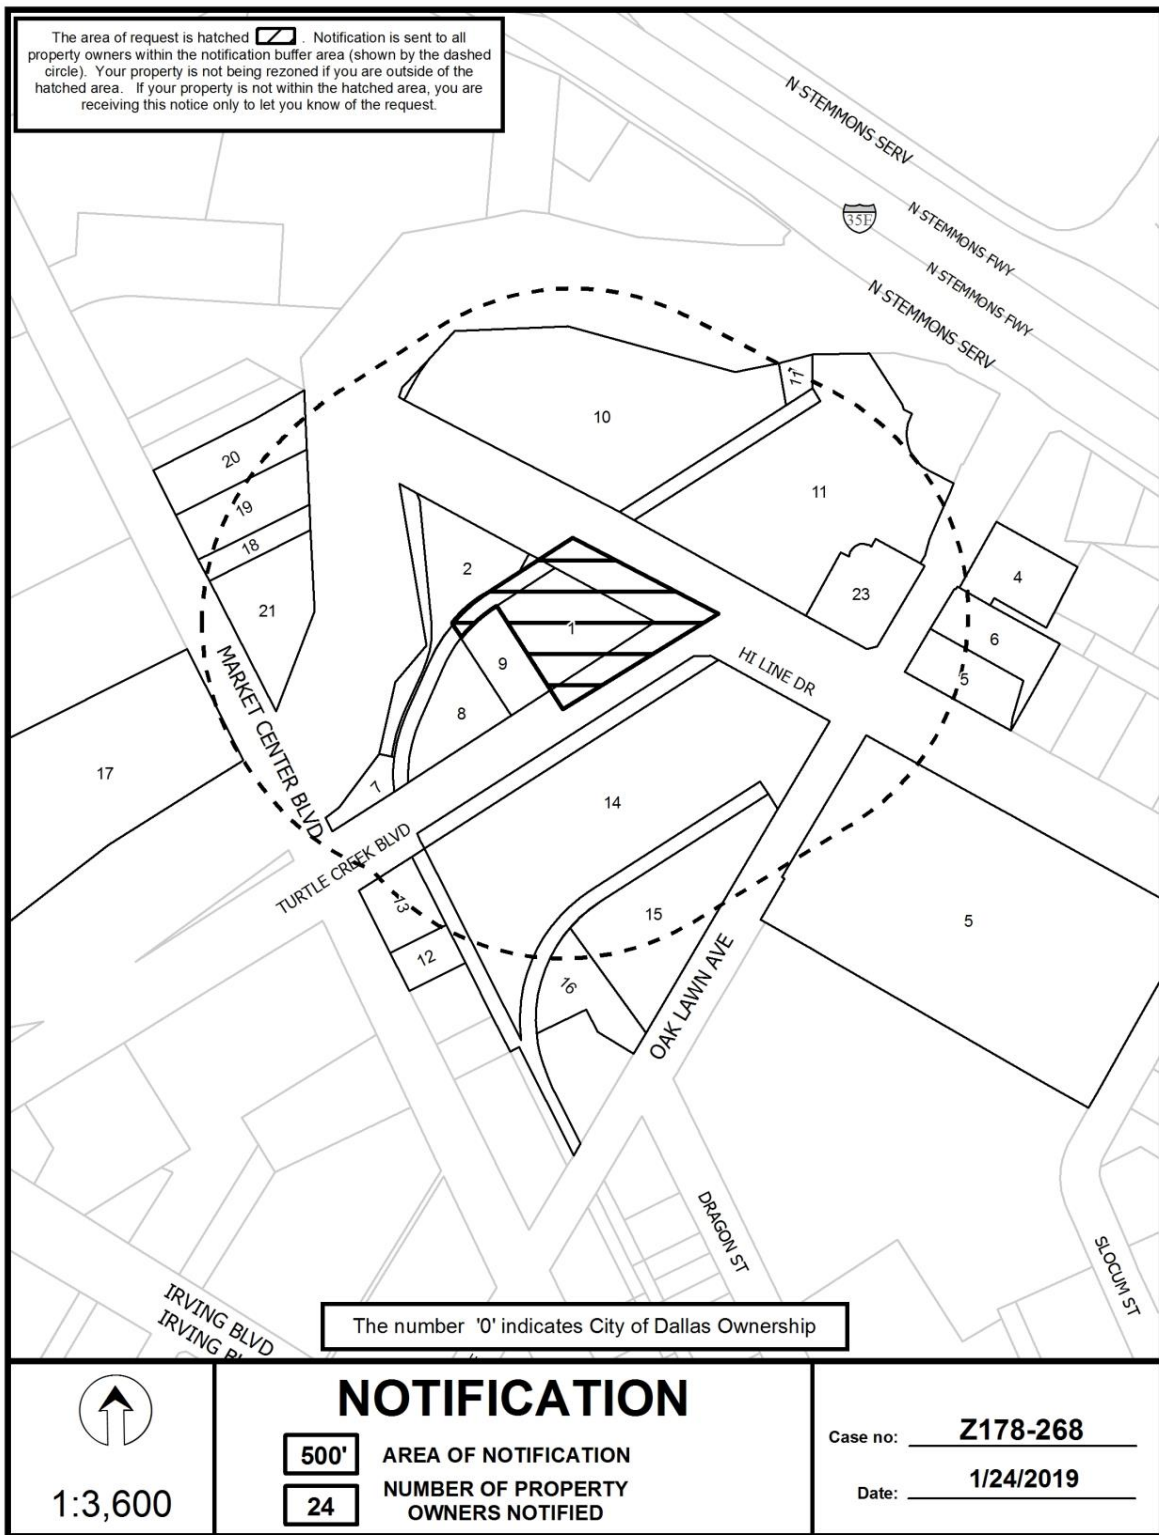 The area of request is hatched . Notification is sent to all
property owners within the notification buffer area (shown by the dashed
circle). Your property is not being rezoned if you are outside of the
hatched area. If your property is not within the hatched area, you are
receiving this notice only to let you know of the request.
N STEMMONS SERV
35E
N STEMMONS FWY
N STEMMONS FWY
N STEMMONS SERV
11
10
20
11
19
18
2
4
23
21
1
6
9
HI LINE DR
5
8
MARKET CENTER BLVD
17
7
14
TURTLE CREEK BLVD
13
15
5
12
16
OAK LAWN AVE
DRAGON ST
SLOCUM ST
IRVING BLVD
IRVING
The number '0' indicates City of Dallas Ownership
1:3,600
NOTIFICATION
500' AREA OF NOTIFICATION
24 NUMBER OF PROPERTY
OWNERS NOTIFIED
Case no: Z178-268
Date: 1/24/2019